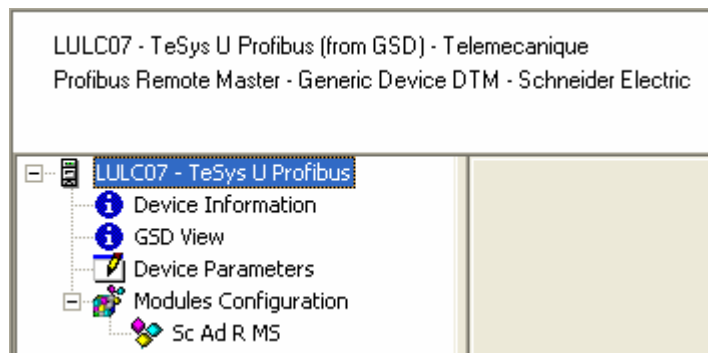 LULC07 - TeSys U Profibus (from GSD) - Telemecanique
Profibus Remote Master - Generic Device DTM - Schneider Electric
LULC07 - TeSys U Profibus
Device Information
GSD View
Device Parameters
Modules Configuration
Sc Ad R MS